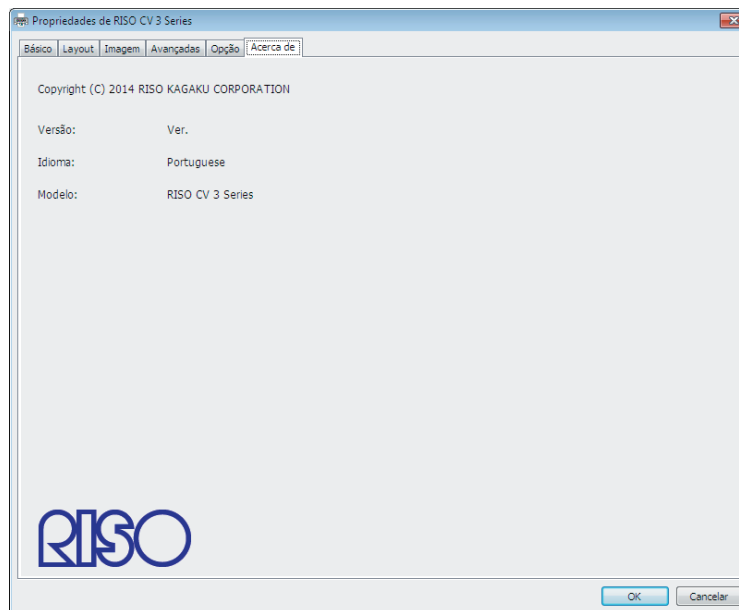 Propriedades de RISO CV 3 Series
Básico Layout Imagem Avançadas Opção Acerca de
Copyright (C) 2014 RISO KAGAKU CORPORATION
Versão: Ver.
Idioma: Portuguese
Modelo: RISO CV 3 Series
RISO
OK Cancelar